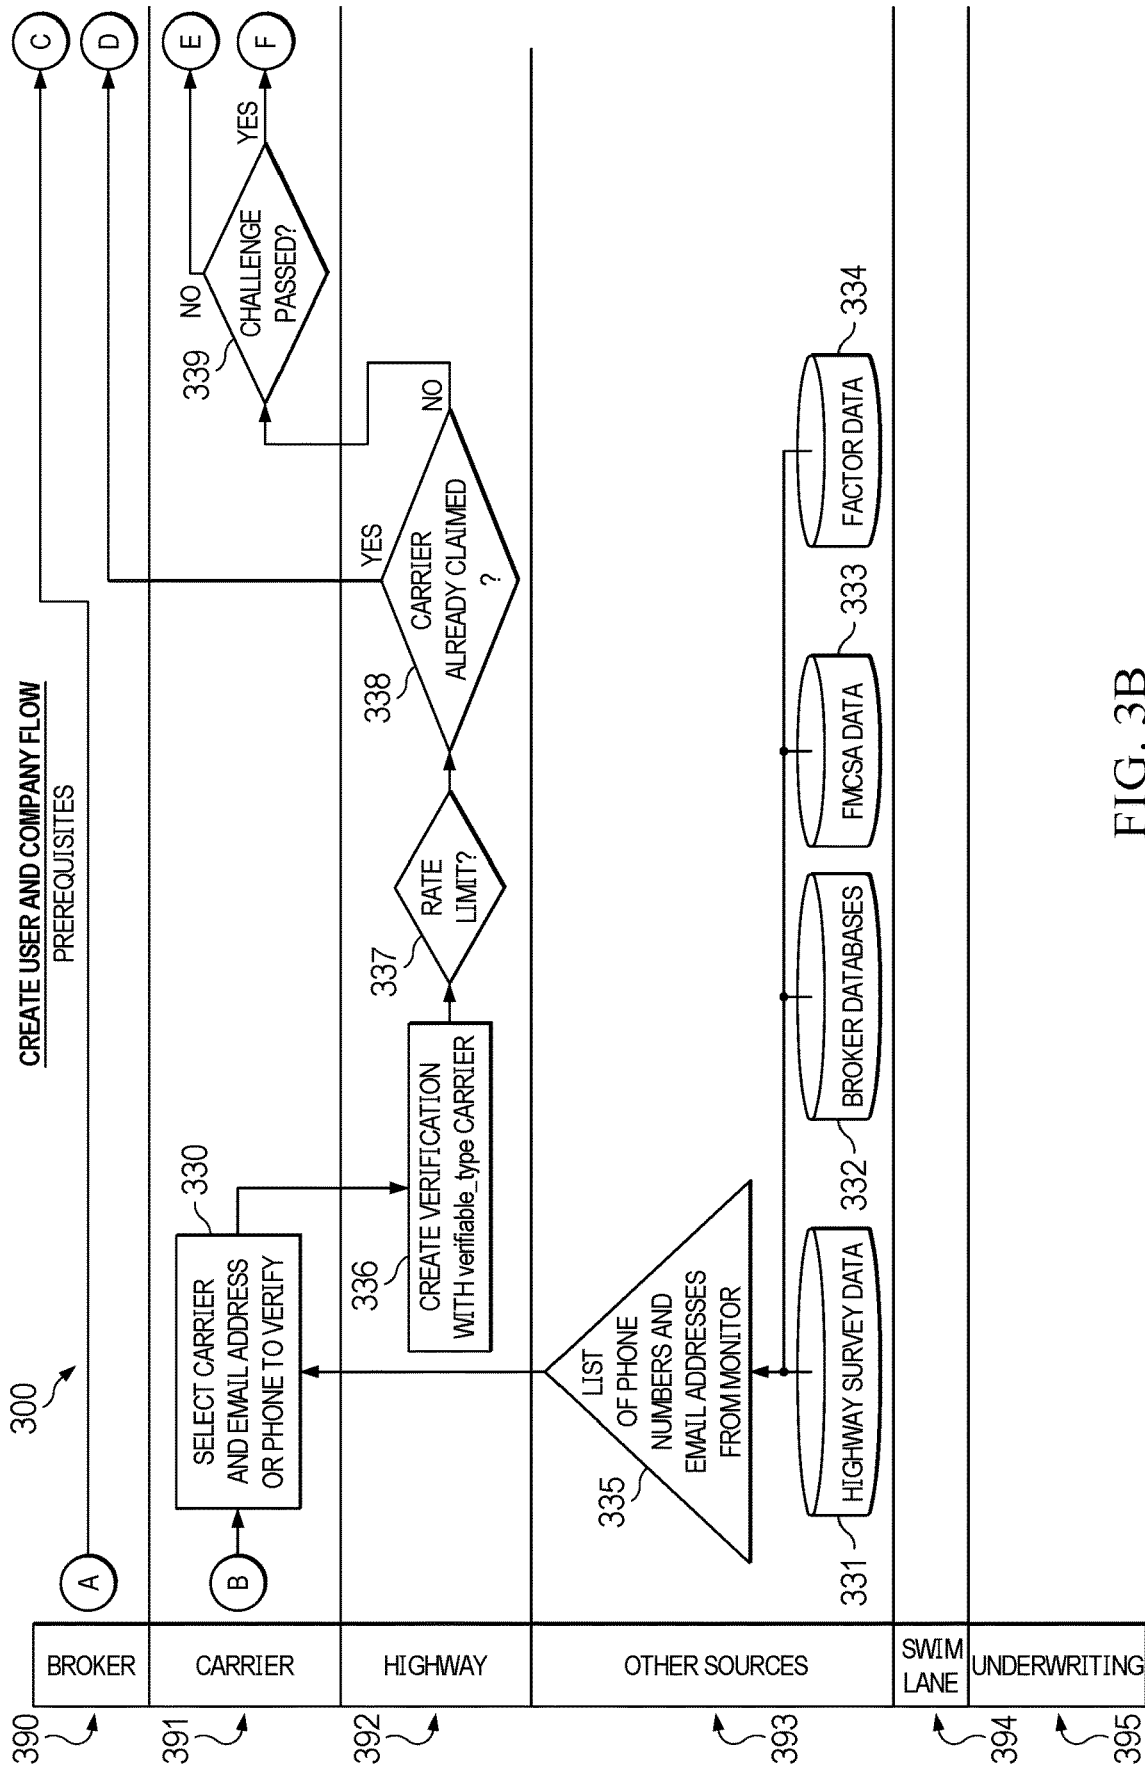 CREATE USER AND COMPANY FLOW
PREREQUISITES
300
390
BROKER
A
C
D
391
CARRIER
B
SELECT CARRIER
AND EMAIL ADDRESS
OR PHONE TO VERIFY
330
339
CHALLENGE
PASSED?
NO
YES
E
F
392
HIGHWAY
336
CREATE VERIFICATION
WITH verifiable_type CARRIER
337
RATE
LIMIT?
338
CARRIER
ALREADY CLAIMED
?
YES
NO
393
OTHER SOURCES
335
LIST
OF PHONE
NUMBERS AND
EMAIL ADDRESSES
FROM MONITOR
331
HIGHWAY SURVEY DATA
332
BROKER DATABASES
FMCSA DATA
333
FACTOR DATA
334
394
SWIM
LANE
395
UNDERWRITING
FIG. 3B